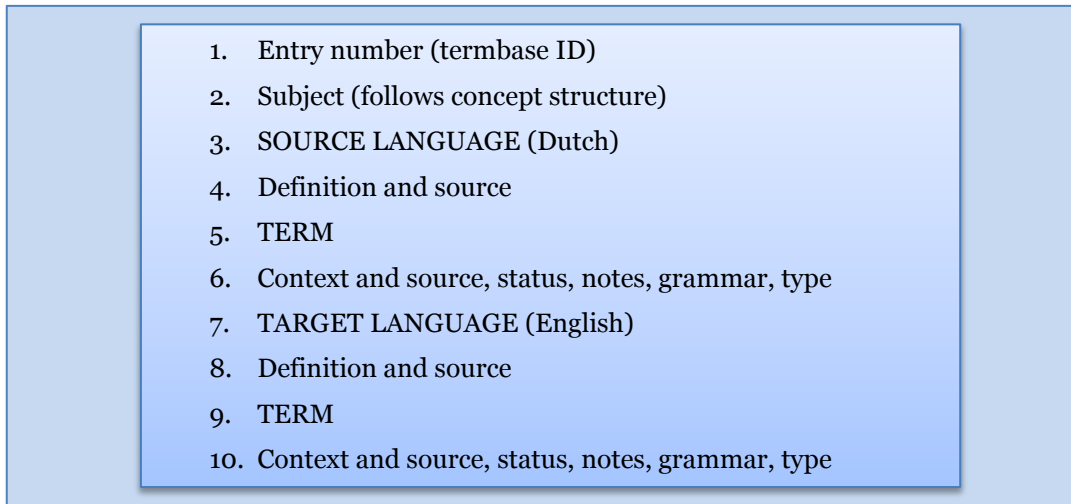 1. Entry number (termbase ID)
2. Subject (follows concept structure)
3. SOURCE LANGUAGE (Dutch)
4. Definition and source
5. TERM
6. Context and source, status, notes, grammar, type
7. TARGET LANGUAGE (English)
8. Definition and source
9. TERM
10. Context and source, status, notes, grammar, type